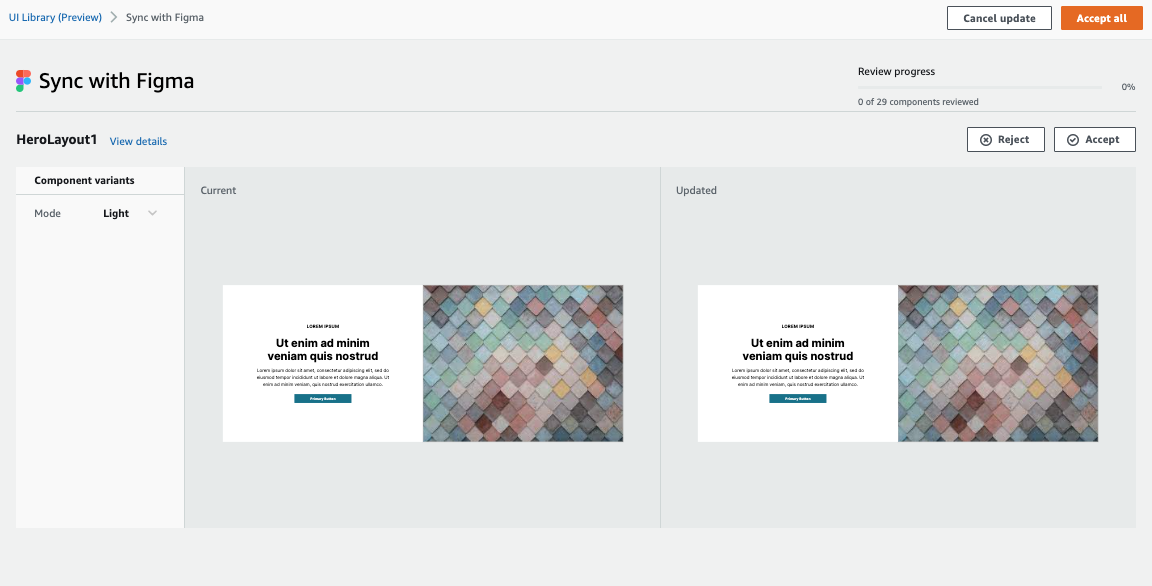 UI Library (Preview) > Sync with Figma
Cancel update
Accept all
Sync with Figma
Review progress
0%
0 of 29 components reviewed
HeroLayout1
View details
Reject
Accept
Component variants
Mode
Light
Current
LOREM IPSUM
Ut enim ad minim
veniam quis nostrud
Lorem ipsum dolor sit amet, consectetur adipiscing elit, sed do
eiusmod tempor incididunt ut labore et dolore magna aliqua. Ut
enim ad minim veniam, quis nostrud exercitation ullamco.
Primary Button
Updated
LOREM IPSUM
Ut enim ad minim
veniam quis nostrud
Lorem ipsum dolor sit amet, consectetur adipiscing elit, sed do
eiusmod tempor incididunt ut labore et dolore magna aliqua. Ut
enim ad minim veniam, quis nostrud exercitation ullamco.
Primary Button